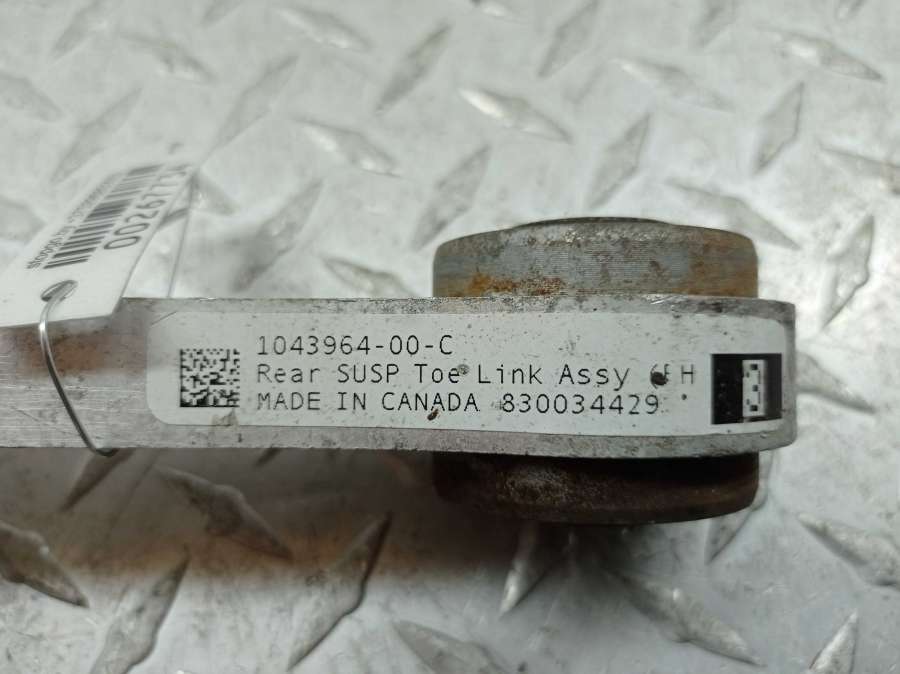 1043964-00-C
Rear SUSP Toe Link Assy
MADE IN CANADA 830034429